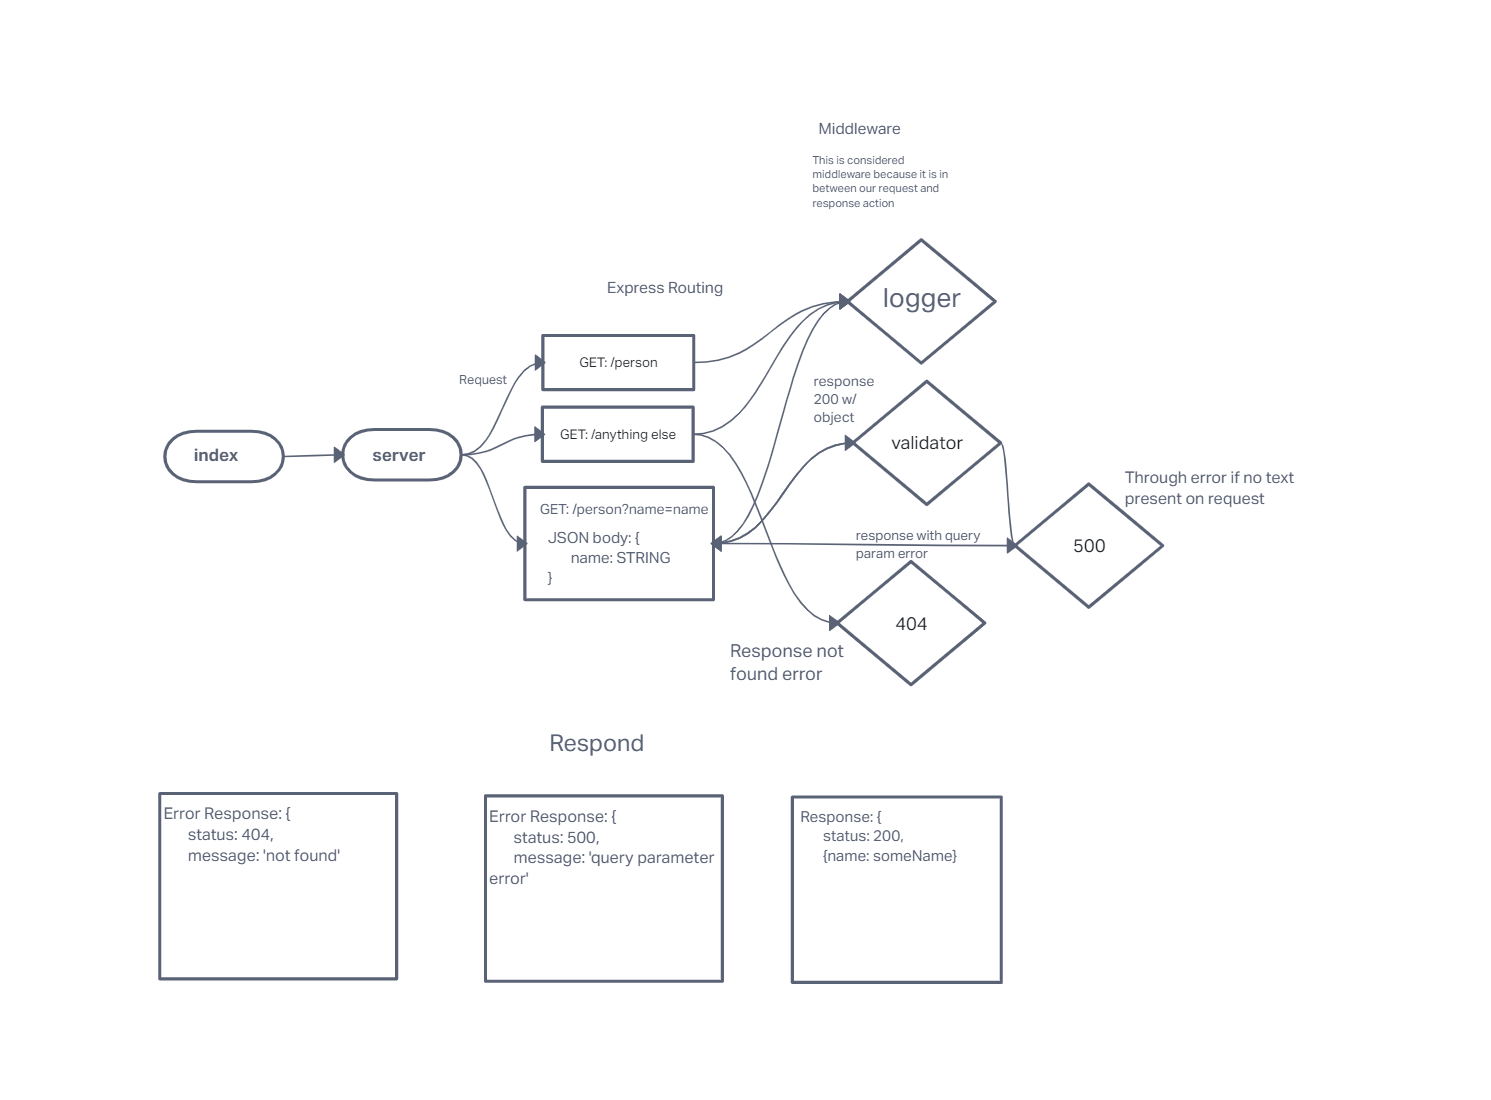 Middleware
This is considered
middleware because it is in
between our request and
response action
logger
Express Routing
GET: /person
Request
response
200 w/
object
GET: /anything else
validator
index
server
Through error if no text
present on request
GET: /person?name=name
JSON body: {
name: STRING
}
response with query
param error
500
404
Response not
found error
Respond
Error Response: {
status: 404,
message: 'not found'
Error Response: {
status: 500,
message: 'query parameter
error'
Response: {
status: 200,
{name: someName}